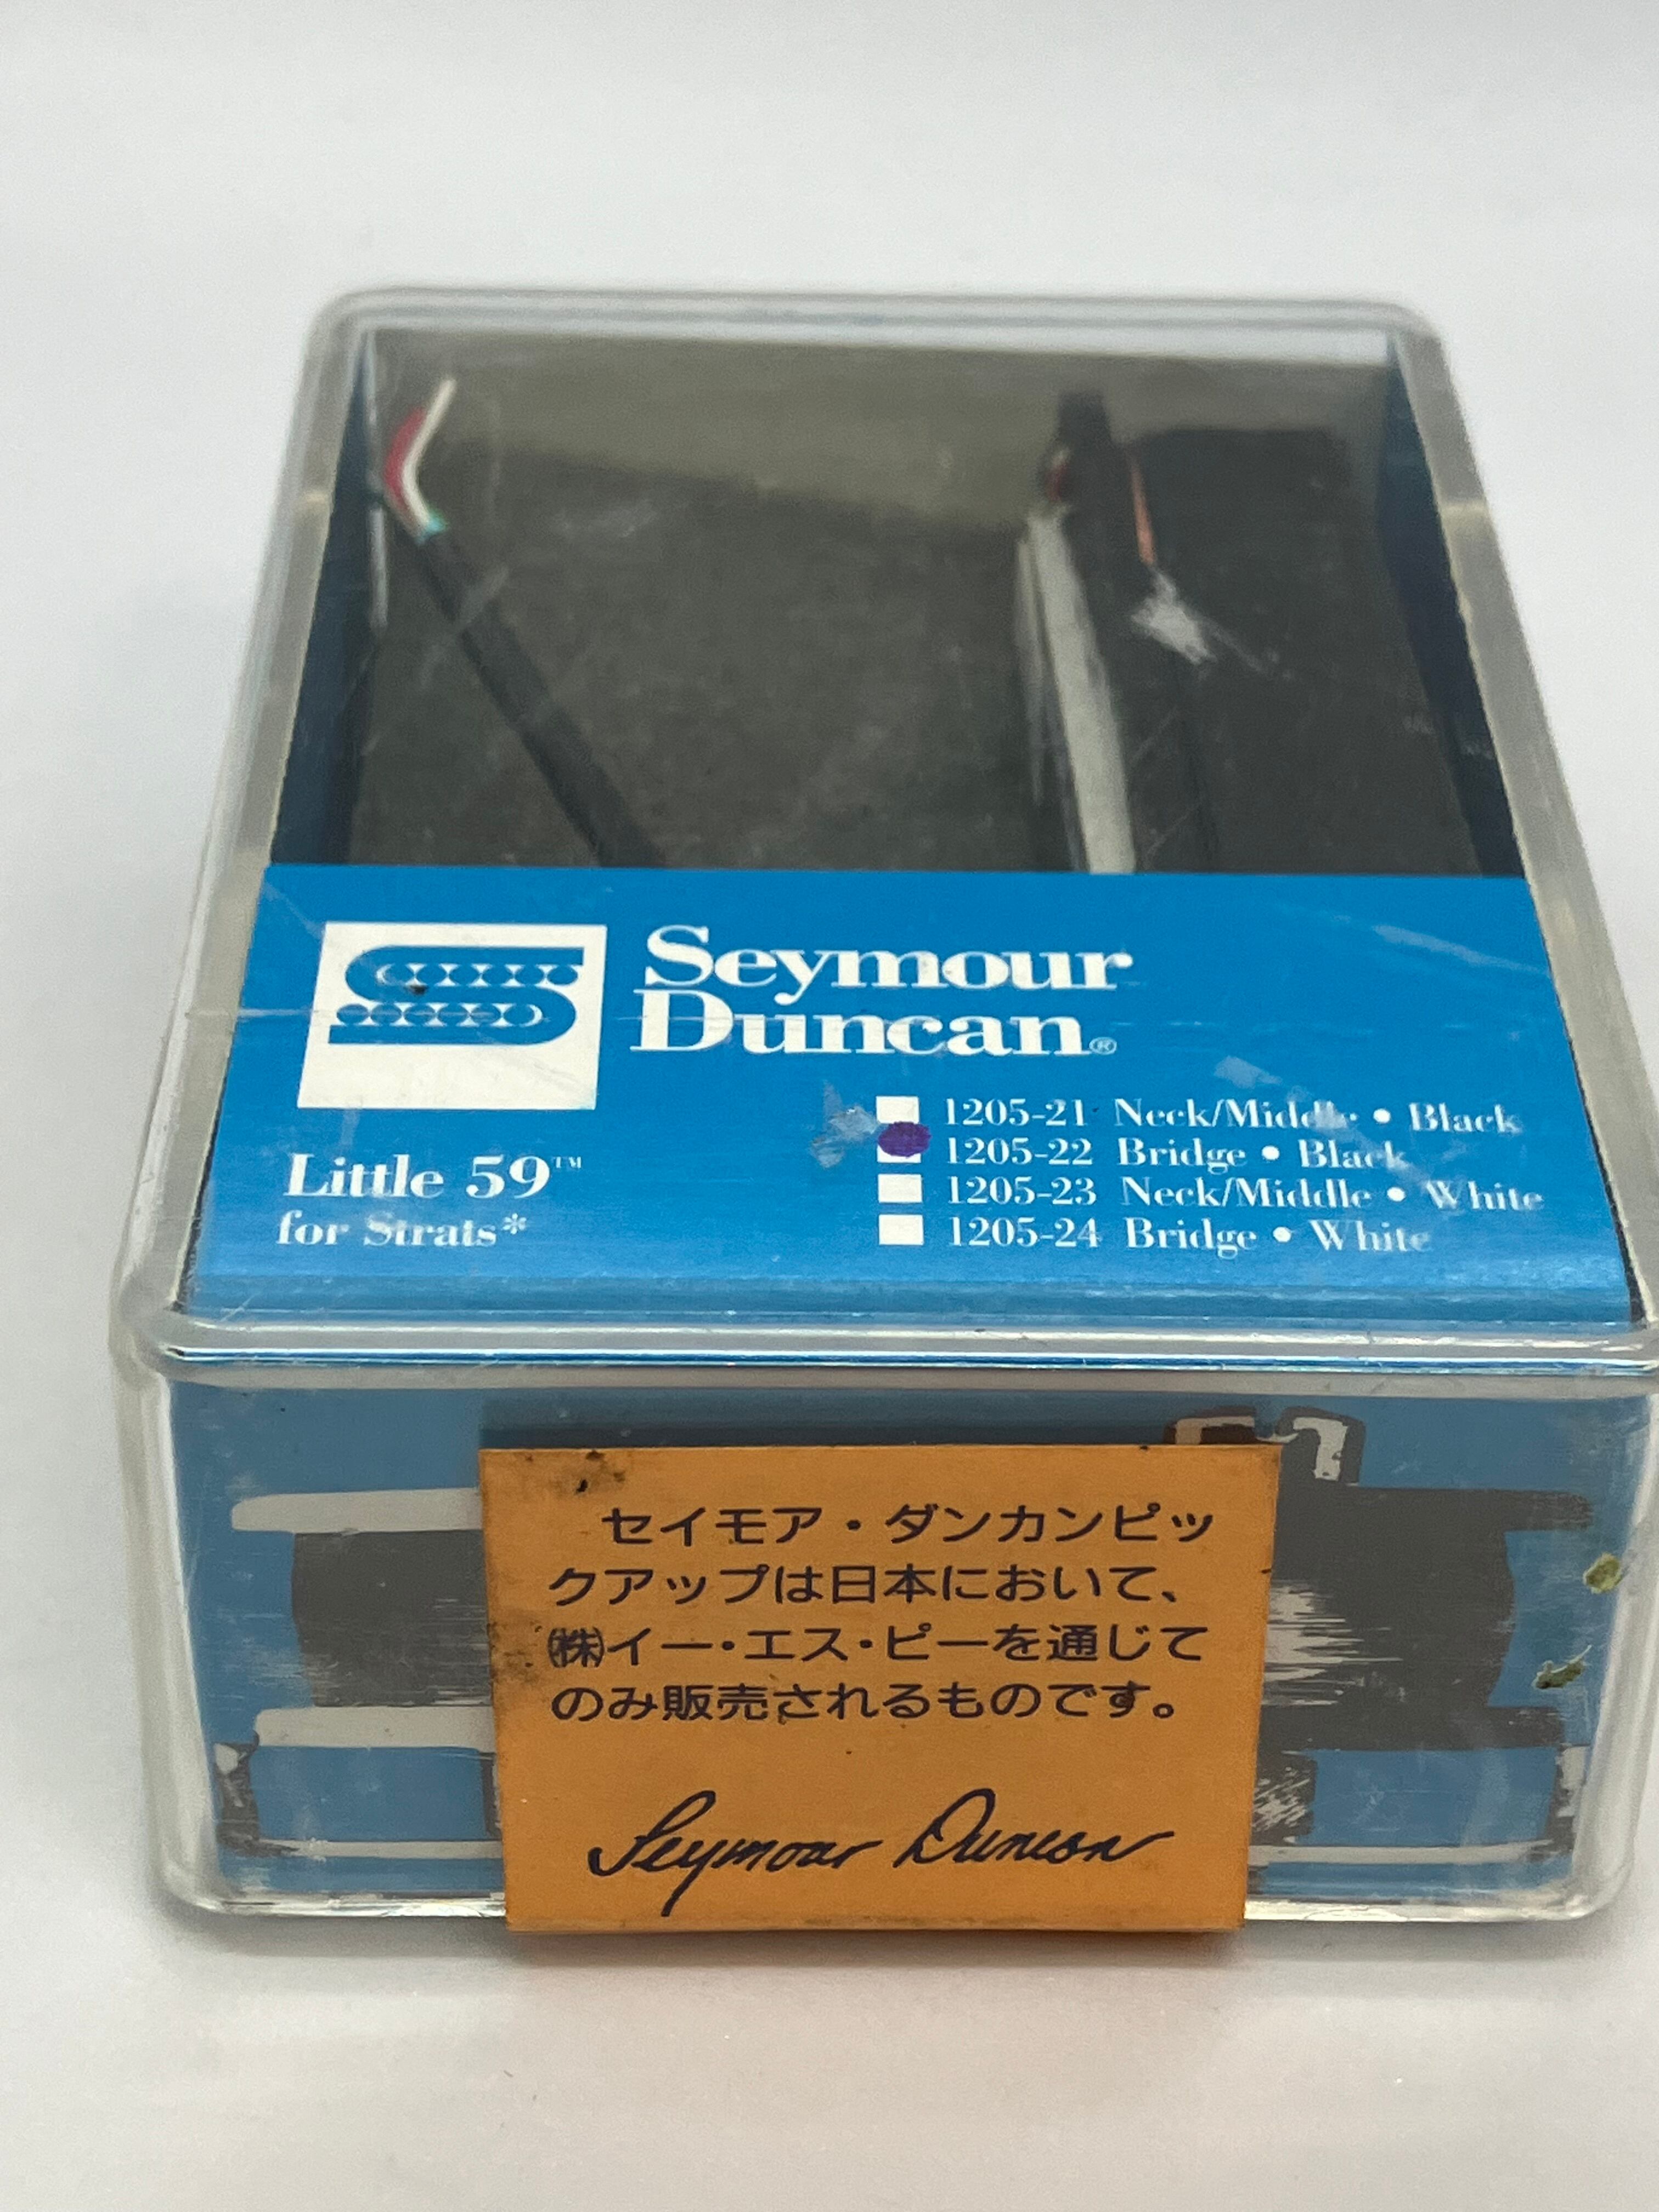 Seymour
Duncan®
Little 59™
for Strats*
1205-21 Neck/Middle • Black
1205-22 Bridge • Black
1205-23 Neck/Middle • White
1205-24 Bridge • White
セイモア・ダンカンピッ
クアップは日本において、
㈱イー・エス・ピーを通じて
のみ販売されるものです。
Seymour Duncan